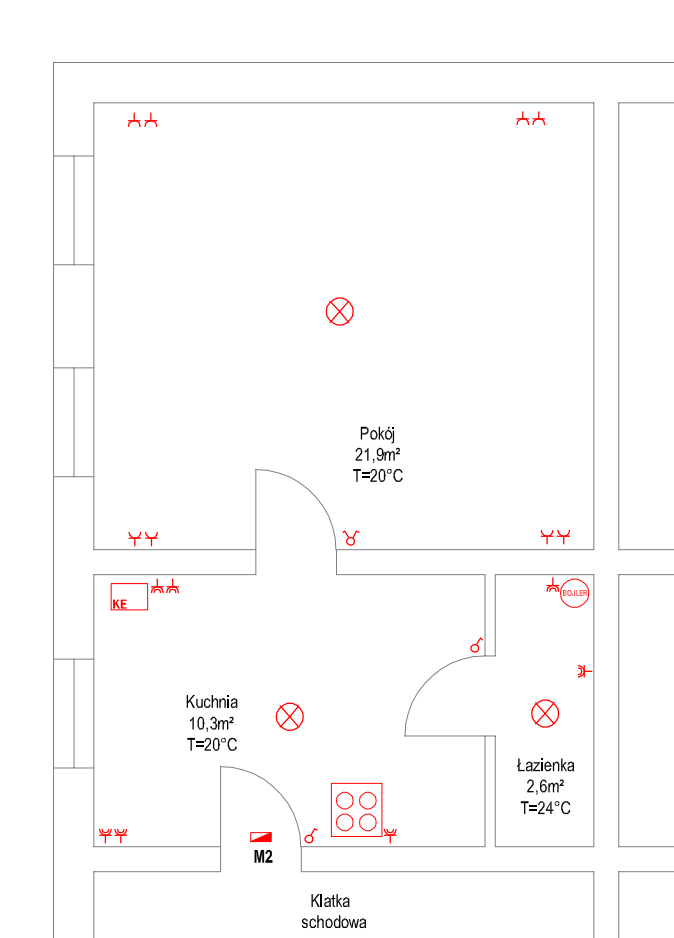 Pokój
21,9m²
T=20°C
KE
BOJLER
Kuchnia
10,3m²
T=20°C
Łazienka
2,6m²
T=24°C
M2
Klatka
schodowa